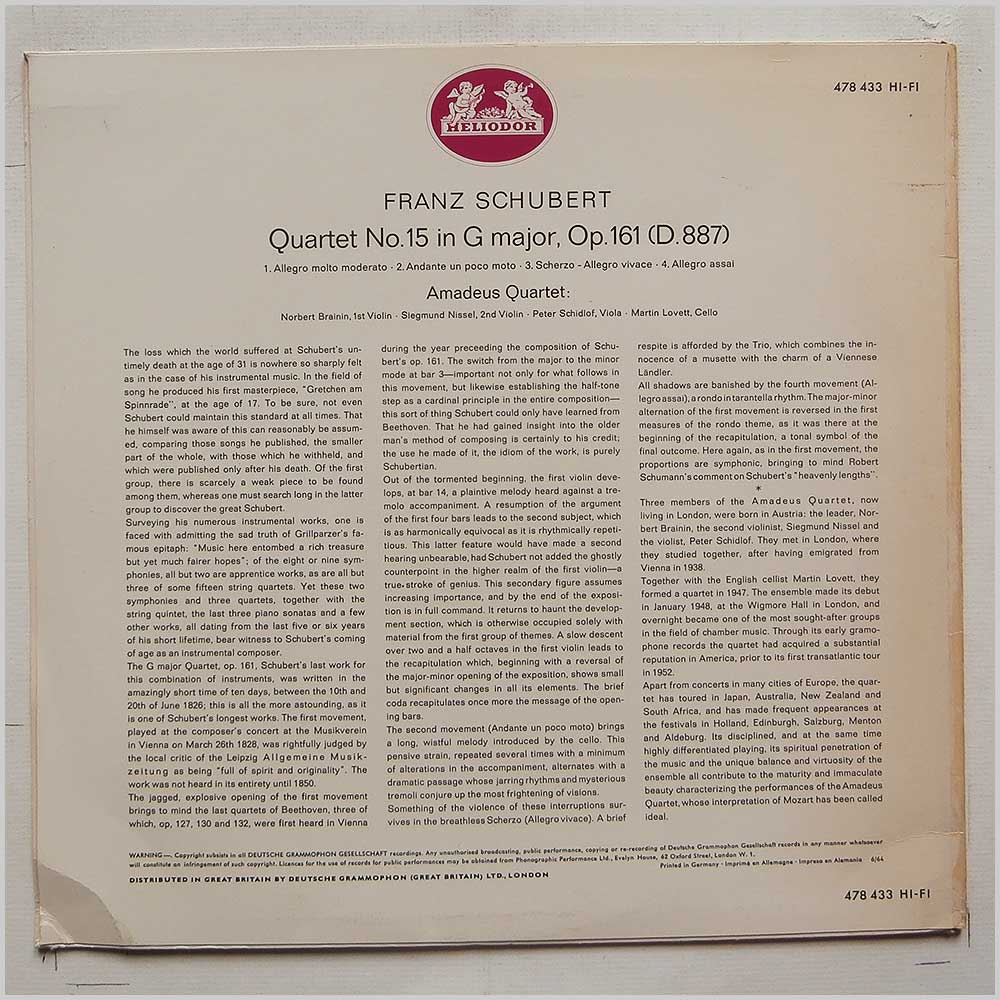 HELIODOR
478 433 HI-FI
FRANZ SCHUBERT
Quartet No.15 in G major, Op.161 (D.887)
1. Allegro molto moderato · 2. Andante un poco moto · 3. Scherzo - Allegro vivace · 4. Allegro assai
Amadeus Quartet:
Norbert Brainin, 1st Violin · Siegmund Nissel, 2nd Violin · Peter Schidlof, Viola · Martin Lovett, Cello
The loss which the world suffered at Schubert's un-
timely death at the age of 31 is nowhere so sharply felt
as in the case of his instrumental music. In the field of
song he produced his first masterpiece, "Gretchen am
Spinnrade", at the age of 17. To be sure, not even
Schubert could maintain this standard at all times. That
he himself was aware of this can reasonably be assum-
ed, comparing those songs he published, the smaller
part of the whole, with those which he withheld, and
which were published only after his death. Of the first
group, there is scarcely a weak piece to be found
among them, whereas one must search long in the latter
group to discover the great Schubert.
Surveying his numerous instrumental works, one is
faced with admitting the sad truth of Grillparzer's fa-
mous epitaph: "Music here entombed a rich treasure
but yet much fairer hopes"; of the eight or nine sym-
phonies, all but two are apprentice works, as are all but
three of some fifteen string quartets. Yet these two
symphonies and three quartets, together with the
string quintet, the last three piano sonatas and a few
other works, all dating from the last five or six years
of his short lifetime, bear witness to Schubert's coming
of age as an instrumental composer.
The G major Quartet, op. 161, Schubert's last work for
this combination of instruments, was written in the
amazingly short time of ten days, between the 10th and
20th of June 1826; this is all the more astounding, as it
is one of Schubert's longest works. The first movement,
played at the composer's concert at the Musikverein
in Vienna on March 26th 1828, was rightfully judged by
the local critic of the Leipzig Allgemeine Musik-
zeitung as being "full of spirit and originality". The
work was not heard in its entirety until 1850.
The jagged, explosive opening of the first movement
brings to mind the last quartets of Beethoven, three of
which, op, 127, 130 and 132, were first heard in Vienna
during the year preceeding the composition of Schu-
bert's op. 161. The switch from the major to the minor
mode at bar 3—important not only for what follows in
this movement, but likewise establishing the half-tone
step as a cardinal principle in the entire composition—
this sort of thing Schubert could only have learned from
Beethoven. That he had gained insight into the older
man's method of composing is certainly to his credit;
the use he made of it, the idiom of the work, is purely
Schubertian.
Out of the tormented beginning, the first violin deve-
lops, at bar 14, a plaintive melody heard against a tre-
molo accompaniment. A resumption of the argument
of the first four bars leads to the second subject, which
is as harmonically equivocal as it is rhythmically repeti-
tious. This latter feature would have made a second
hearing unbearable, had Schubert not added the ghostly
counterpoint in the higher realm of the first violin—a
true stroke of genius. This secondary figure assumes
increasing importance, and by the end of the exposi-
tion is in full command. It returns to haunt the develop-
ment section, which is otherwise occupied solely with
material from the first group of themes. A slow descent
over two and a half octaves in the first violin leads to
the recapitulation which, beginning with a reversal of
the major-minor opening of the exposition, shows small
but significant changes in all its elements. The brief
coda recapitulates once more the message of the open-
ing bars.
The second movement (Andante un poco moto) brings
a long, wistful melody introduced by the cello. This
pensive strain, repeated several times with a minimum
of alterations in the accompaniment, alternates with a
dramatic passage whose jarring rhythms and mysterious
tremoli conjure up the most frightening of visions.
Something of the violence of these interruptions sur-
vives in the breathless Scherzo (Allegro vivace). A brief
respite is afforded by the Trio, which combines the in-
nocence of a musette with the charm of a Viennese
Ländler.
All shadows are banished by the fourth movement (Al-
legro assai), a rondo in tarantella rhythm. The major-minor
alternation of the first movement is reversed in the first
measures of the rondo theme, as it was there at the
beginning of the recapitulation, a tonal symbol of the
final outcome. Here again, as in the first movement, the
proportions are symphonic, bringing to mind Robert
Schumann's comment on Schubert's "heavenly lengths".
*
Three members of the Amadeus Quartet, now
living in London, were born in Austria: the leader, Nor-
bert Brainin, the second violinist, Siegmund Nissel and
the violist, Peter Schidlof. They met in London, where
they studied together, after having emigrated from
Vienna in 1938.
Together with the English cellist Martin Lovett, they
formed a quartet in 1947. The ensemble made its debut
in January 1948, at the Wigmore Hall in London, and
overnight became one of the most sought-after groups
in the field of chamber music. Through its early gramo-
phone records the quartet had acquired a substantial
reputation in America, prior to its first transatlantic tour
in 1952.
Apart from concerts in many cities of Europe, the quar-
tet has toured in Japan, Australia, New Zealand and
South Africa, and has made frequent appearances at
the festivals in Holland, Edinburgh, Salzburg, Menton
and Aldeburg. Its disciplined, and at the same time
highly differentiated playing, its spiritual penetration of
the music and the unique balance and virtuosity of the
ensemble all contribute to the maturity and immaculate
beauty characterizing the performances of the Amadeus
Quartet, whose interpretation of Mozart has been called
ideal.
WARNING—. Copyright subsists in all DEUTSCHE GRAMMOPHON GESELLSCHAFT recordings. Any unauthorised broadcasting, public performance, copying or re-recording of Deutsche Grammophon Gesellschaft records in any manner whatsoever
will constitute an infringement of such copyright. Licences for the use of records for public performances may be obtained from Phonographic Performance Ltd., Evelyn House, 62 Oxford Street, London W. 1.
Printed in Germany · Imprimé en Allemagne · Impreso en Alemania 6/64
DISTRIBUTED IN GREAT BRITAIN BY DEUTSCHE GRAMMOPHON (GREAT BRITAIN) LTD., LONDON
478 433 HI-FI